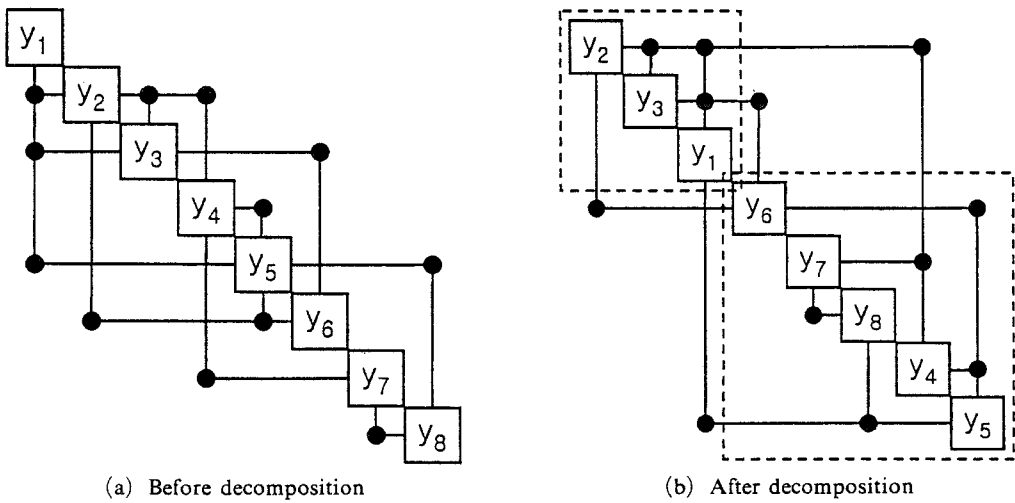 y1
y2
y3
y4
y5
y6
y7
y8
(a) Before decomposition
y2
y3
y1
y6
y7
y8
y4
y5
(b) After decomposition